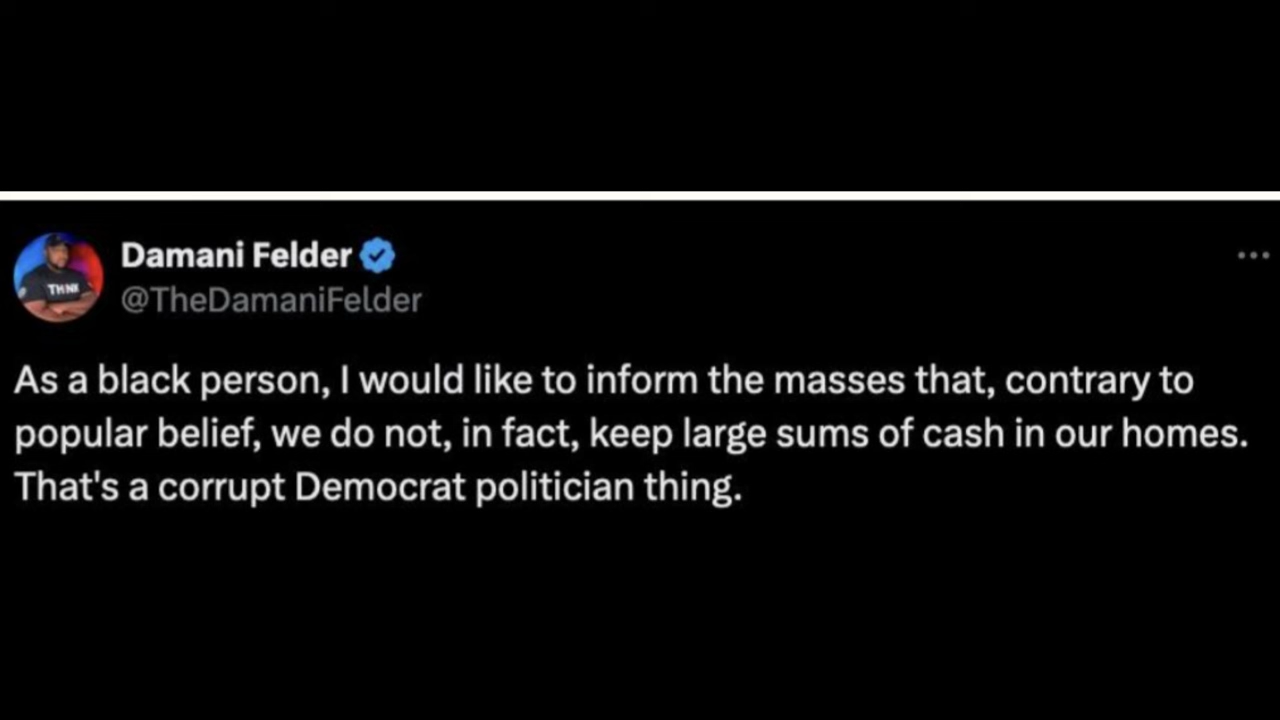 Damani Felder
@TheDamaniFelder
THNK
As a black person, I would like to inform the masses that, contrary to
popular belief, we do not, in fact, keep large sums of cash in our homes.
That's a corrupt Democrat politician thing.